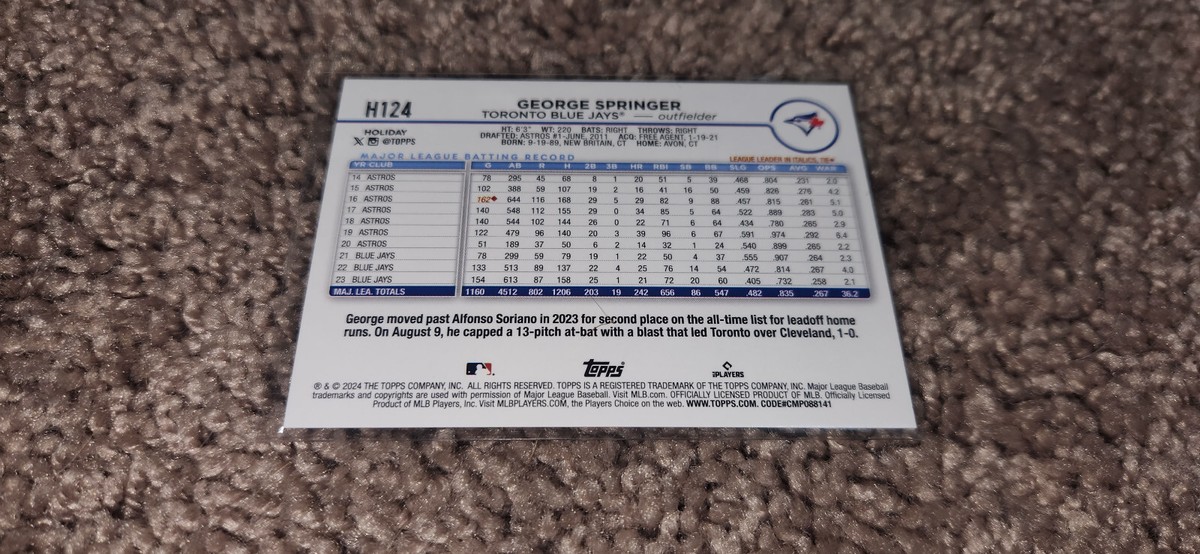 H124
GEORGE SPRINGER
TORONTO BLUE JAYS® — outfielder
HOLIDAY
X @TOPPS
HT: 6'3" WT: 220 BATS: RIGHT THROWS: RIGHT
DRAFTED: ASTROS #1-JUNE, 2011 ACQ: FREE AGENT, 1-19-21
BORN: 9-19-89, NEW BRITAIN, CT HOME: AVON, CT
MAJOR LEAGUE BATTING RECORD
LEAGUE LEADER IN ITALICS, TIE◆
YR CLUB G AB R H 2B 3B HR RBI SB BB SLG OPS AVG WAR
14 ASTROS 78 295 45 68 8 1 20 51 5 39 .468 .804 .231 2.0
15 ASTROS 102 388 59 107 19 2 16 41 16 50 .459 .826 .276 4.2
16 ASTROS 162◆ 644 116 168 29 5 29 82 9 88 .457 .815 .261 5.1
17 ASTROS 140 548 112 155 29 0 34 85 5 64 .522 .889 .283 5.0
18 ASTROS 140 544 102 144 26 0 22 71 6 64 .434 .780 .265 2.9
19 ASTROS 122 479 96 140 20 3 39 96 6 67 .591 .974 .292 6.4
20 ASTROS 51 189 37 50 6 2 14 32 1 24 .540 .899 .265 2.2
21 BLUE JAYS 78 299 59 79 19 1 22 50 4 37 .555 .907 .264 2.3
22 BLUE JAYS 133 513 89 137 22 4 25 76 14 54 .472 .814 .267 4.0
23 BLUE JAYS 154 613 87 158 25 1 21 72 20 60 .405 .732 .258 2.1
MAJ. LEA. TOTALS 1160 4512 802 1206 203 19 242 656 86 547 .482 .835 .267 36.2
George moved past Alfonso Soriano in 2023 for second place on the all-time list for leadoff home
runs. On August 9, he capped a 13-pitch at-bat with a blast that led Toronto over Cleveland, 1-0.
Topps®
PLAYERS
® & © 2024 THE TOPPS COMPANY, INC. ALL RIGHTS RESERVED. TOPPS IS A REGISTERED TRADEMARK OF THE TOPPS COMPANY, INC. Major League Baseball
trademarks and copyrights are used with permission of Major League Baseball. Visit MLB.com. OFFICIALLY LICENSED PRODUCT OF MLB. Officially Licensed
Product of MLB Players, Inc. Visit MLBPLAYERS.COM, the Players Choice on the web. WWW.TOPPS.COM. CODE#CMP088141